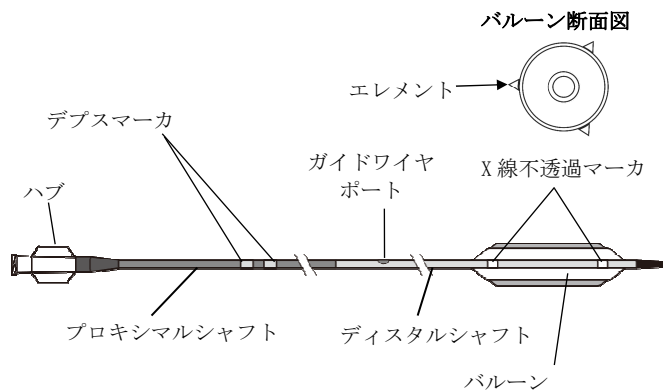 バルーン断面図
エレメント
デプスマーカ
ガイドワイヤ
ポート
X 線不透過マーカ
ハブ
プロキシマルシャフト
ディスタルシャフト
バルーン